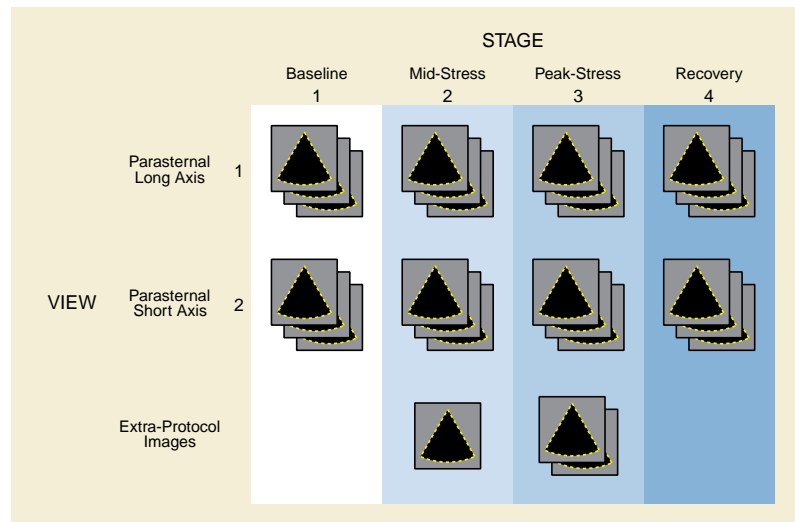 STAGE
Baseline Mid-Stress Peak-Stress Recovery
1 2 3 4
Parasternal
Long Axis 1
VIEW Parasternal
Short Axis 2
Extra-Protocol
Images